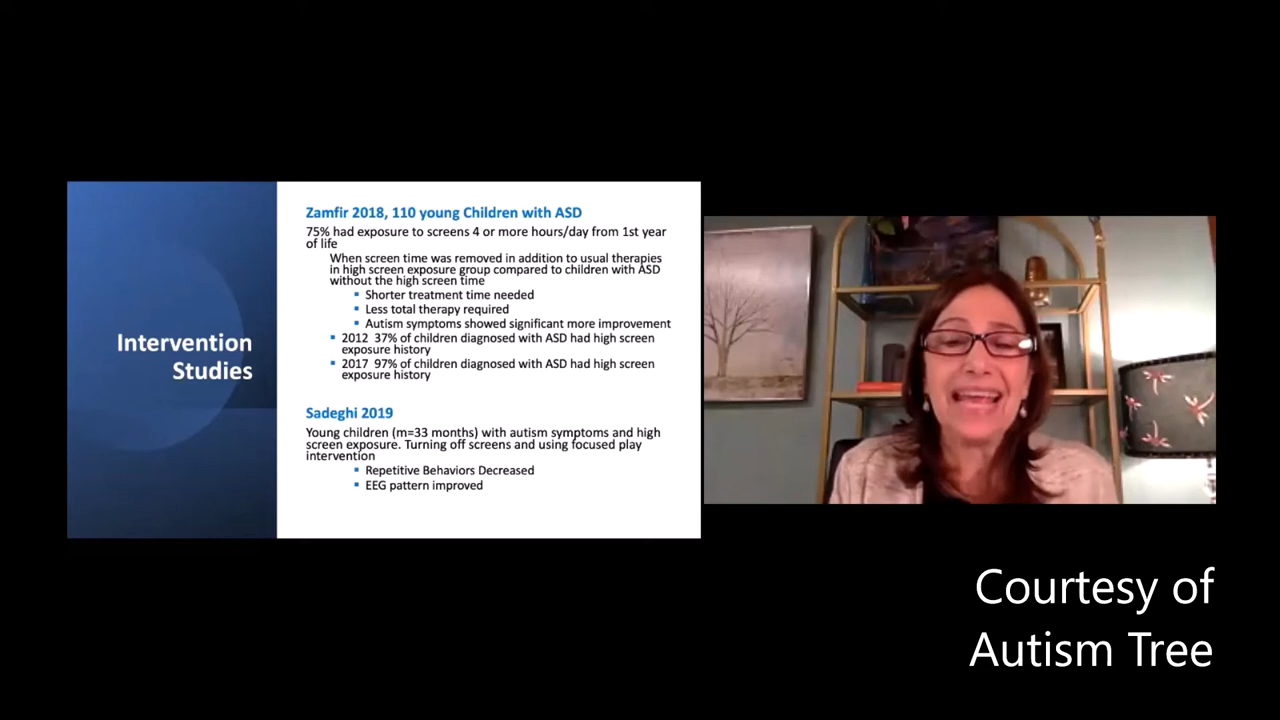 Intervention
Studies
Zamfir 2018, 110 young Children with ASD
75% had exposure to screens 4 or more hours/day from 1st year
of life
When screen time was removed in addition to usual therapies
in high screen exposure group compared to children with ASD
without the high screen time
Shorter treatment time needed
Less total therapy required
Autism symptoms showed significant more improvement
2012 37% of children diagnosed with ASD had high screen
exposure history
2017 97% of children diagnosed with ASD had high screen
exposure history
Sadeghi 2019
Young children (m=33 months) with autism symptoms and high
screen exposure. Turning off screens and using focused play
intervention
Repetitive Behaviors Decreased
EEG pattern improved
Courtesy of
Autism Tree